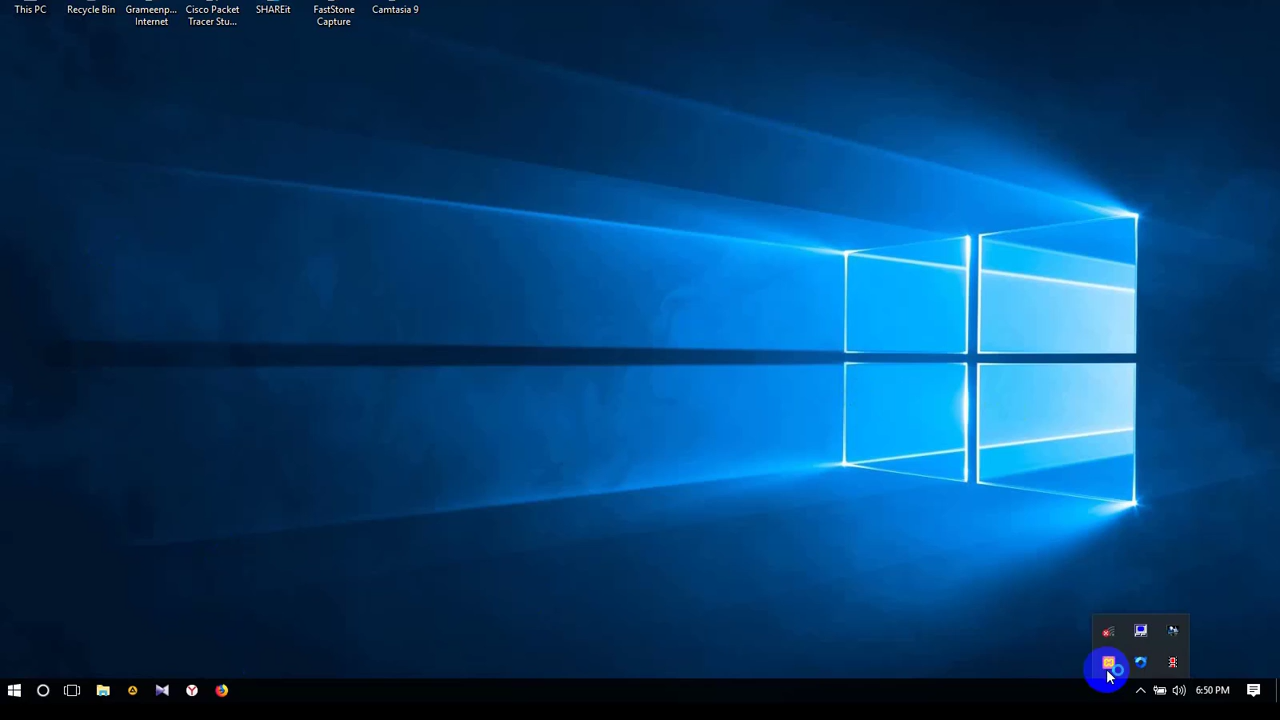 This PC
Recycle Bin
Grameenp...
Internet
Cisco Packet
Tracer Stu...
SHAREit
FastStone
Capture
Camtasia 9
6:50 PM